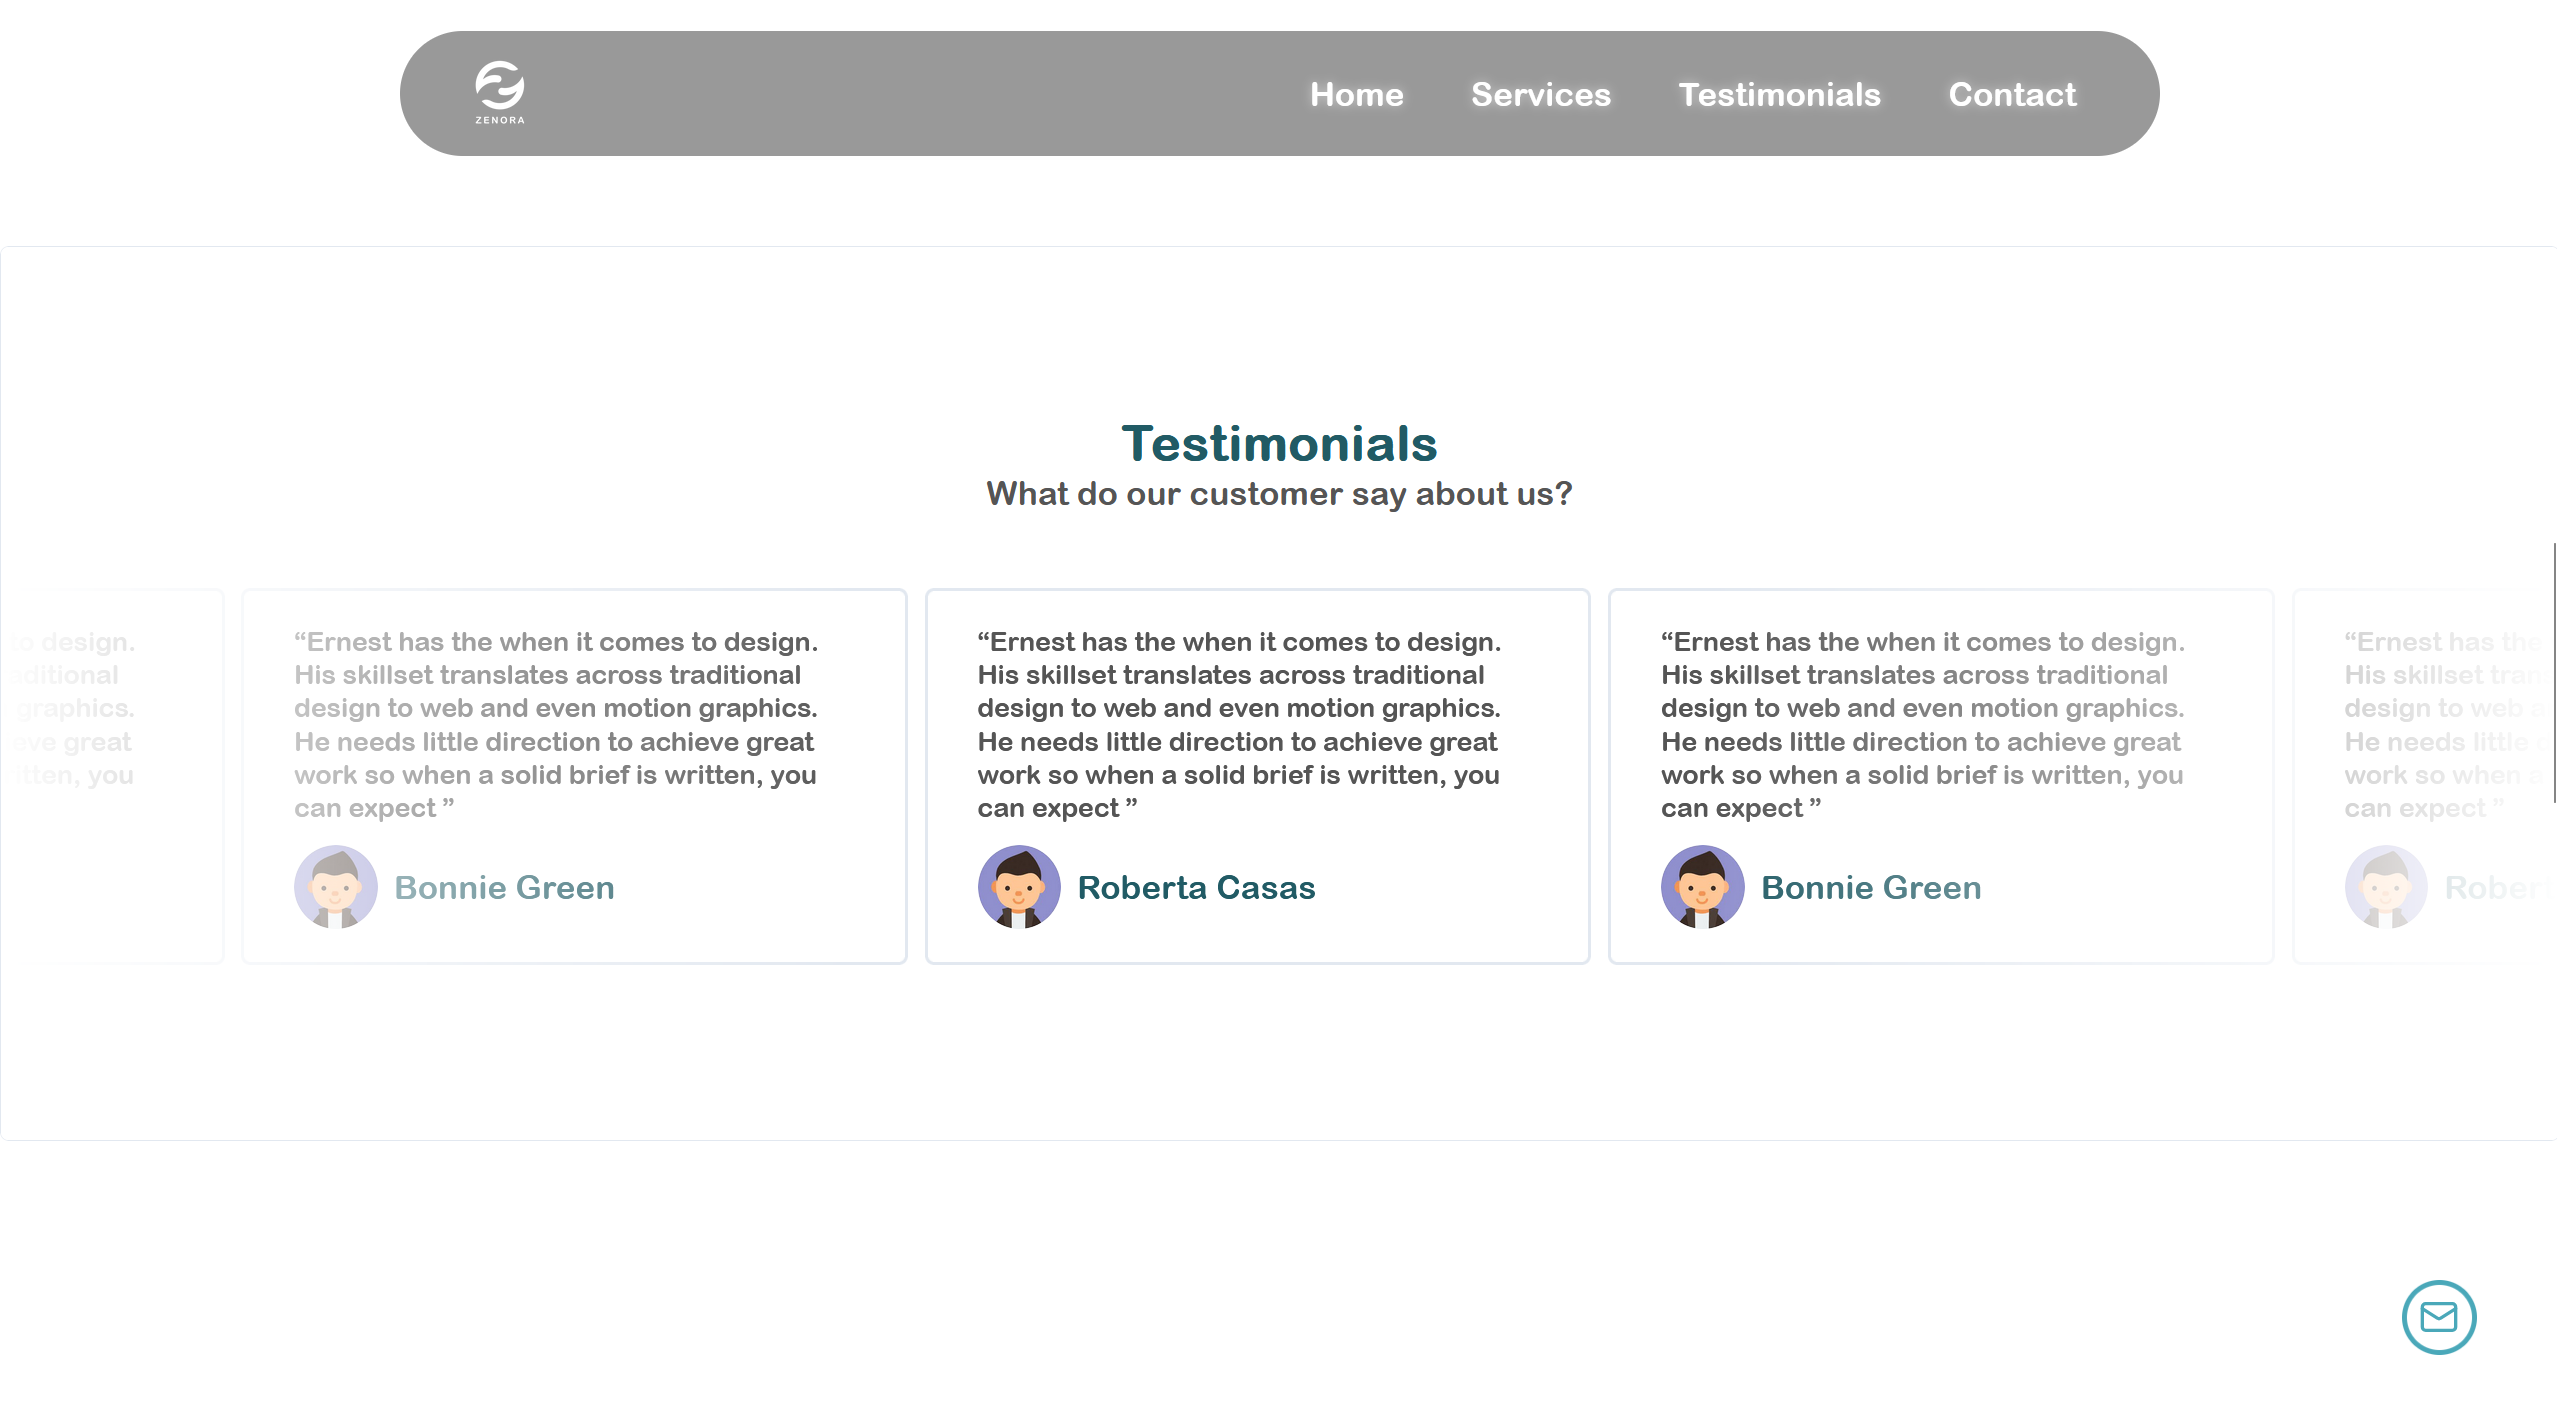 ZENORA
Home
Services
Testimonials
Contact
Testimonials
What do our customer say about us?
to design.
graphics.
great
you
“Ernest has the when it comes to design.
His skillset translates across traditional
design to web and even motion graphics.
He needs little direction to achieve great
work so when a solid brief is written, you
can expect ”
Bonnie Green
“Ernest has the when it comes to design.
His skillset translates across traditional
design to web and even motion graphics.
He needs little direction to achieve great
work so when a solid brief is written, you
can expect ”
Roberta Casas
“Ernest has the when it comes to design.
His skillset translates across traditional
design to web and even motion graphics.
He needs little direction to achieve great
work so when a solid brief is written, you
can expect ”
Bonnie Green
“Ernest has the
His skillset
design to web
He needs little
work so when a
can expect ”